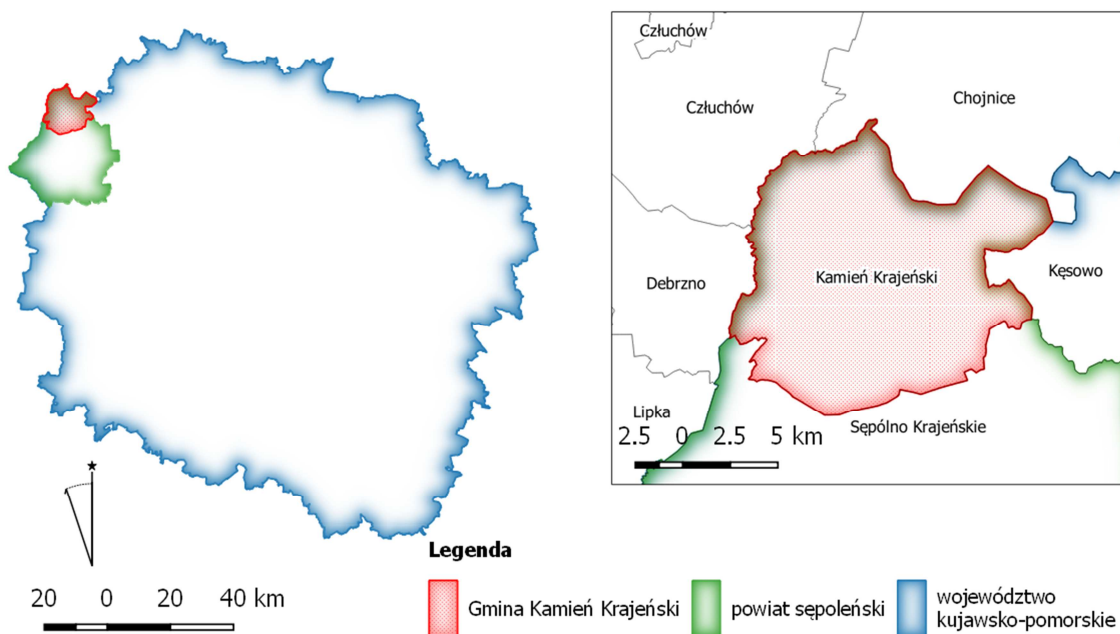 Człuchów
Człuchów
Chojnice
Debrzno
Kamień Krajeński
Kęsowo
Lipka
Sępólno Krajeńskie
2.5 0 2.5 5 km
Legenda
20 0 20 40 km
Gmina Kamień Krajeński
powiat sępoleński
województwo
kujawsko-pomorskie